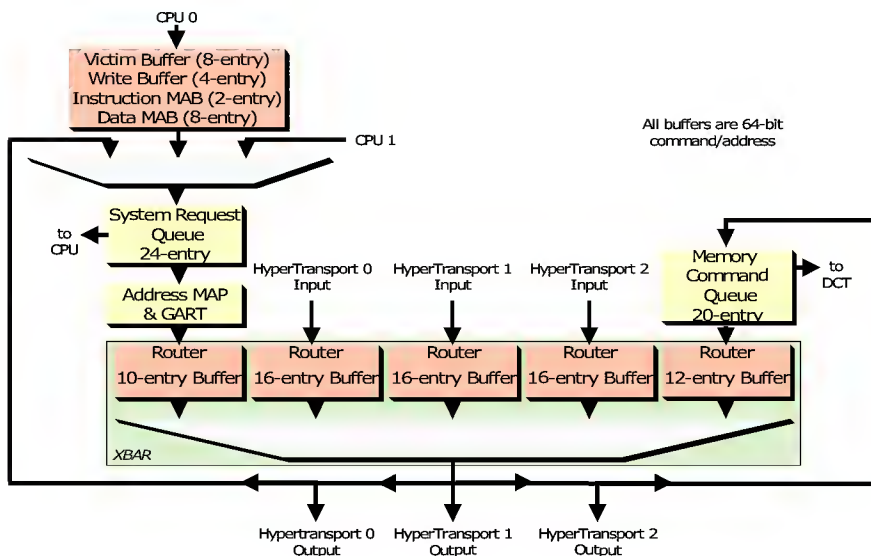 CPU 0
Victim Buffer (8-entry)
Write Buffer (4-entry)
Instruction MAB (2-entry)
Data MAB (8-entry)
CPU 1
All buffers are 64-bit
command/address
System Request
Queue
24-entry
to
CPU
Address MAP
& GART
HyperTransport 0
Input
HyperTransport 1
Input
HyperTransport 2
Input
Memory
Command
Queue
20-entry
to
DCT
Router
10-entry Buffer
Router
16-entry Buffer
Router
16-entry Buffer
Router
16-entry Buffer
Router
12-entry Buffer
XBAR
Hypertransport 0
Output
HyperTransport 1
Output
HyperTransport 2
Output